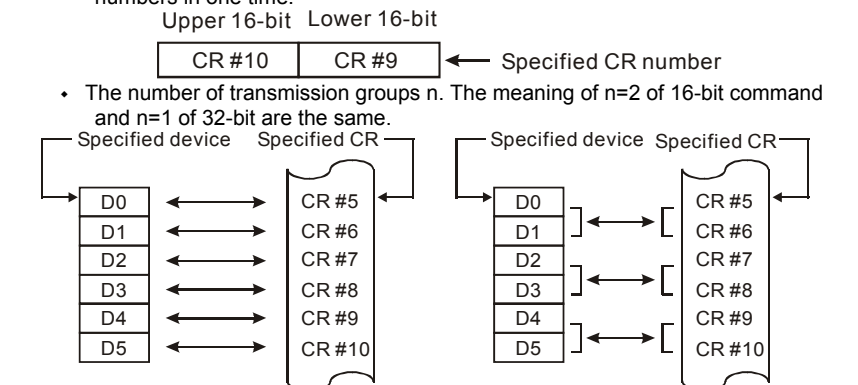 numbers in one time.
Upper 16-bit Lower 16-bit
CR #10 CR #9 Specified CR number
• The number of transmission groups n. The meaning of n=2 of 16-bit command
and n=1 of 32-bit are the same.
Specified device Specified CR Specified device Specified CR
D0 CR #5 D0 CR #5
D1 CR #6 D1 CR #6
D2 CR #7 D2 CR #7
D3 CR #8 D3 CR #8
D4 CR #9 D4 CR #9
D5 CR #10 D5 CR #10